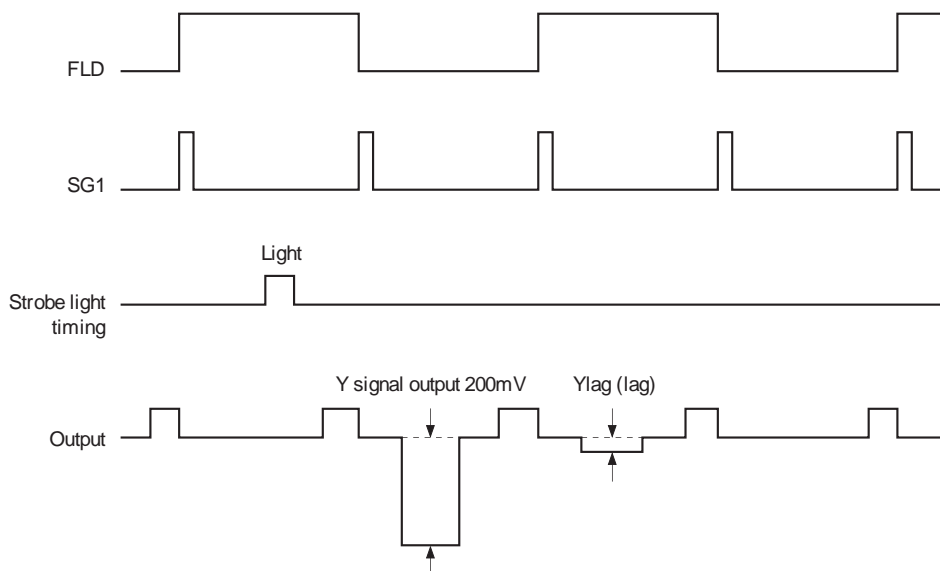 FLD
SG1
Light
Strobe light
timing
Y signal output 200mV
Ylag (lag)
Output